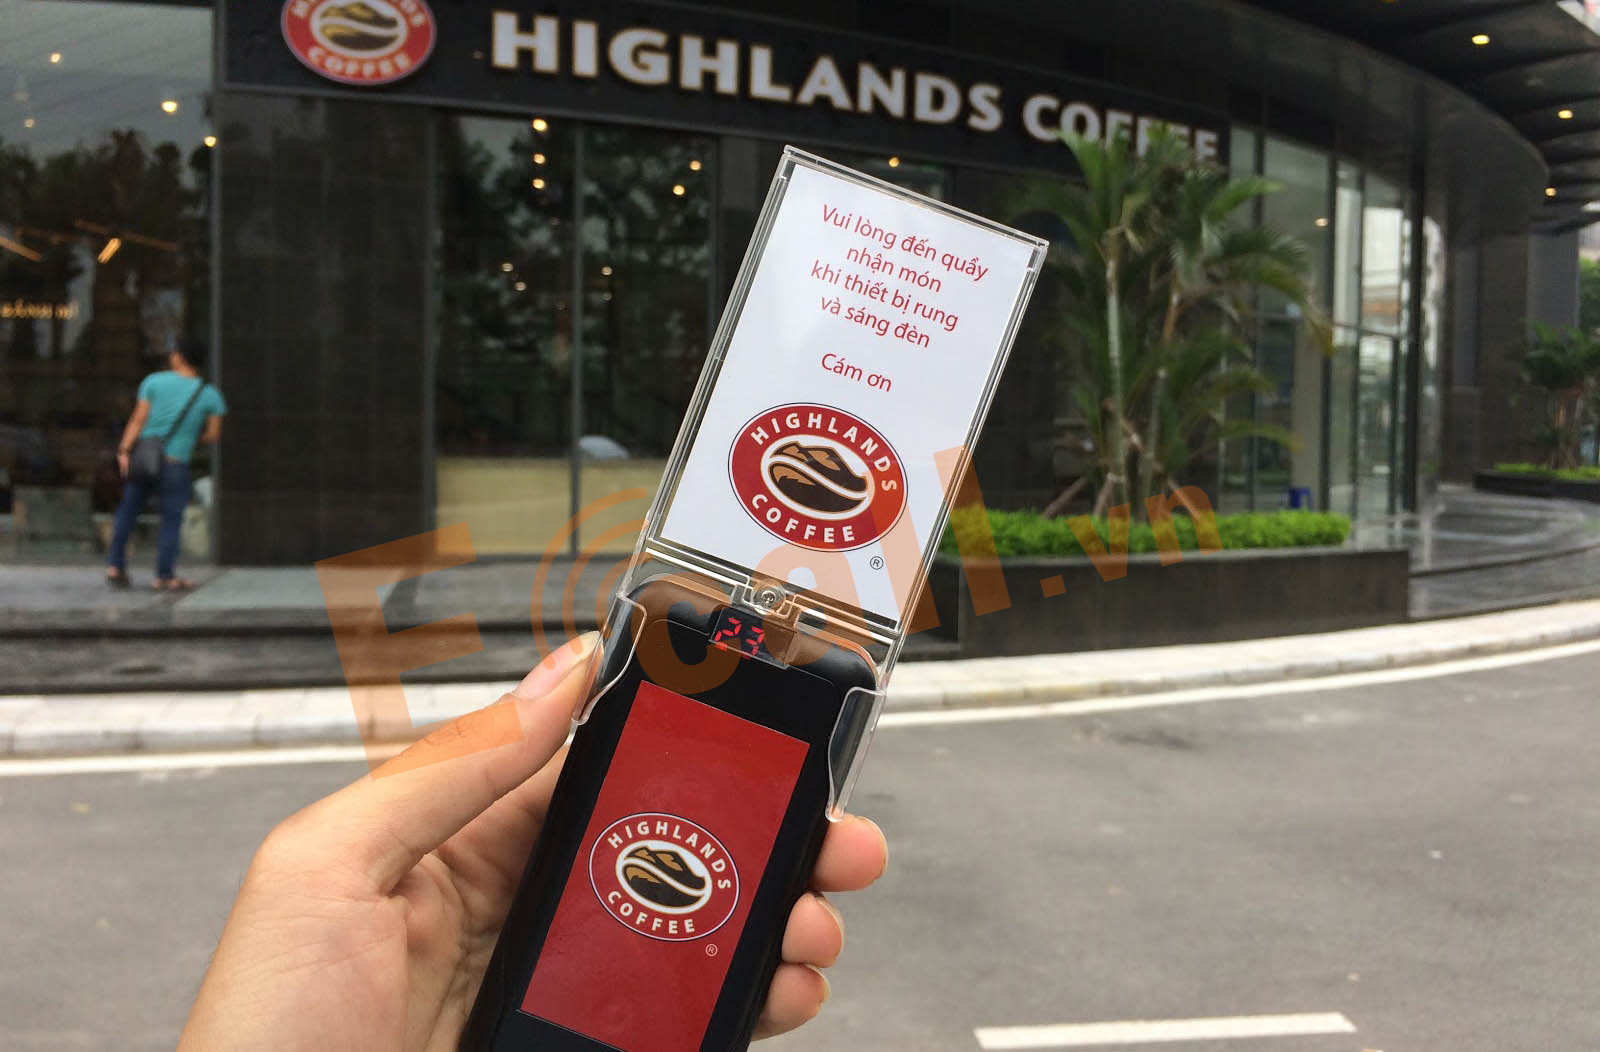 HIGHLANDS
COFFEE
HIGHLANDS COFFEE
Vui lòng đến quầy
nhận món
khi thiết bị rung
và sáng đèn
Cám ơn
HIGHLANDS
COFFEE
®
Ecall.vn
23
HIGHLANDS
COFFEE
®